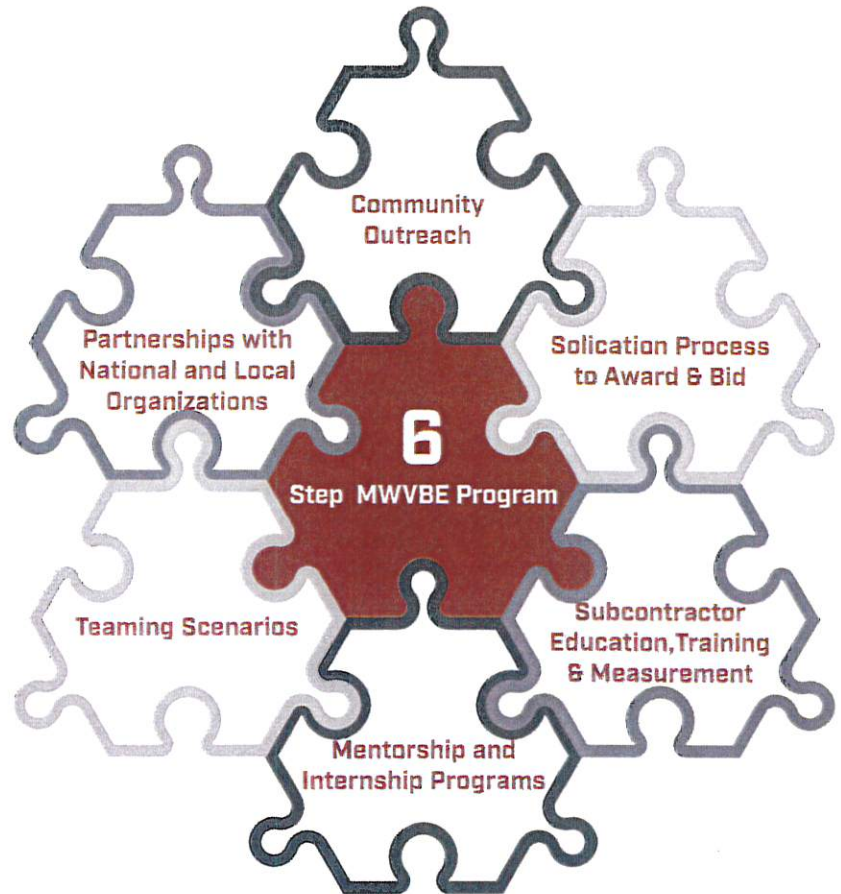 Community
Outreach
Partnerships with
National and Local
Organizations
Solication Process
to Award & Bid
6
Step MWVBE Program
Teaming Scenarios
Subcontractor
Education,Training
& Measurement
Mentorship and
Internship Programs